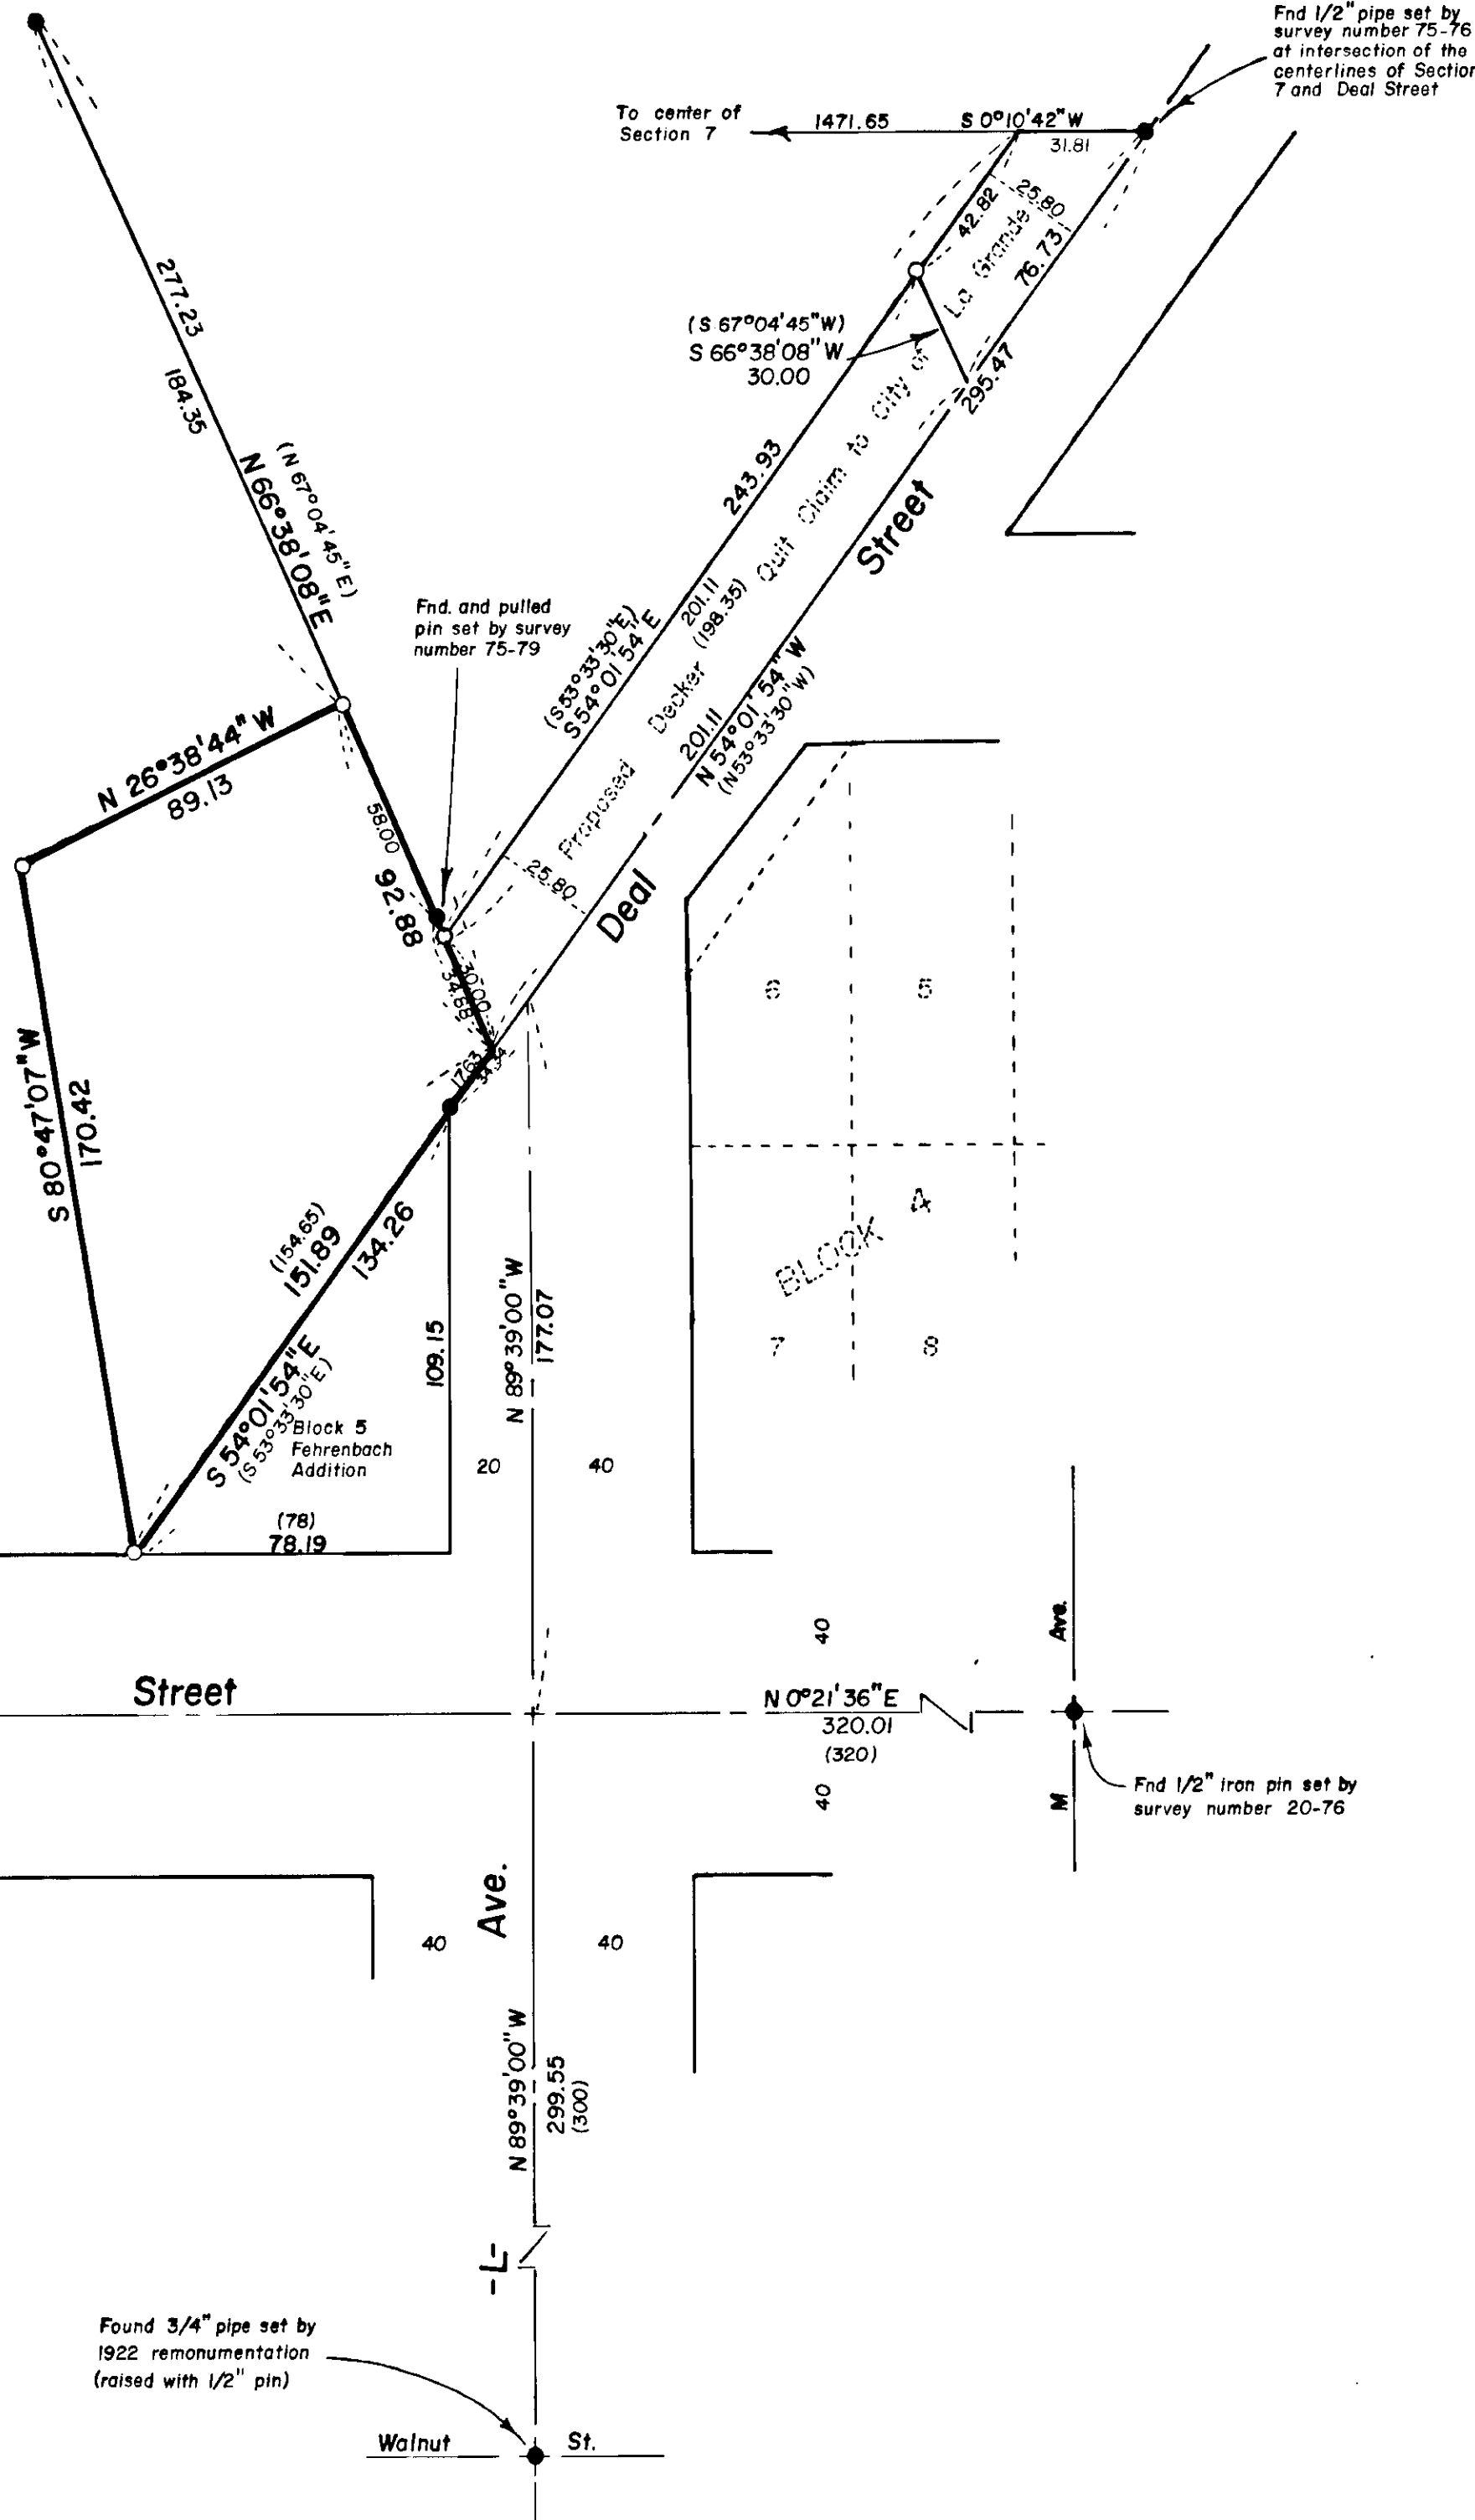 Fnd 1/2" pipe set by
survey number 75-76
at intersection of the
centerlines of Section
7 and Deal Street
To center of
Section 7
1471.65
S 0°10'42" W
31.81
25.80
42.82
76.73
277.23
184.35
(N 67°04'45" E)
N 66°38'08" E
(S 67°04'45" W)
S 66°38'08" W
30.00
295.47
243.93
Proposed Decker Quit Claim to City of La Grande
Deal Street
201.11
(198.35)
(S 53°33'30" E)
S 54°01'54" E
201.11
N 54°01'54" W
(N 53°33'30" W)
Fnd. and pulled
pin set by survey
number 75-79
N 26°38'44" W
89.13
58.00
92.88
25.80
30.00
34.88
17.63
34.34
6
5
S 80°47'07" W
170.42
(154.65)
151.89
134.26
S 54°01'54" E
(S 53°33'30" E)
109.15
N 89°39'00" W
177.07
BLOCK 4
7
8
Block 5
Fehrenbach
Addition
20
40
(78)
78.19
40
Ave.
Street
N 0°21'36" E
320.01
(320)
40
M
Fnd 1/2" iron pin set by
survey number 20-76
Ave.
40
40
N 89°39'00" W
299.55
(300)
-L-
Found 3/4" pipe set by
1922 remonumentation
(raised with 1/2" pin)
Walnut St.